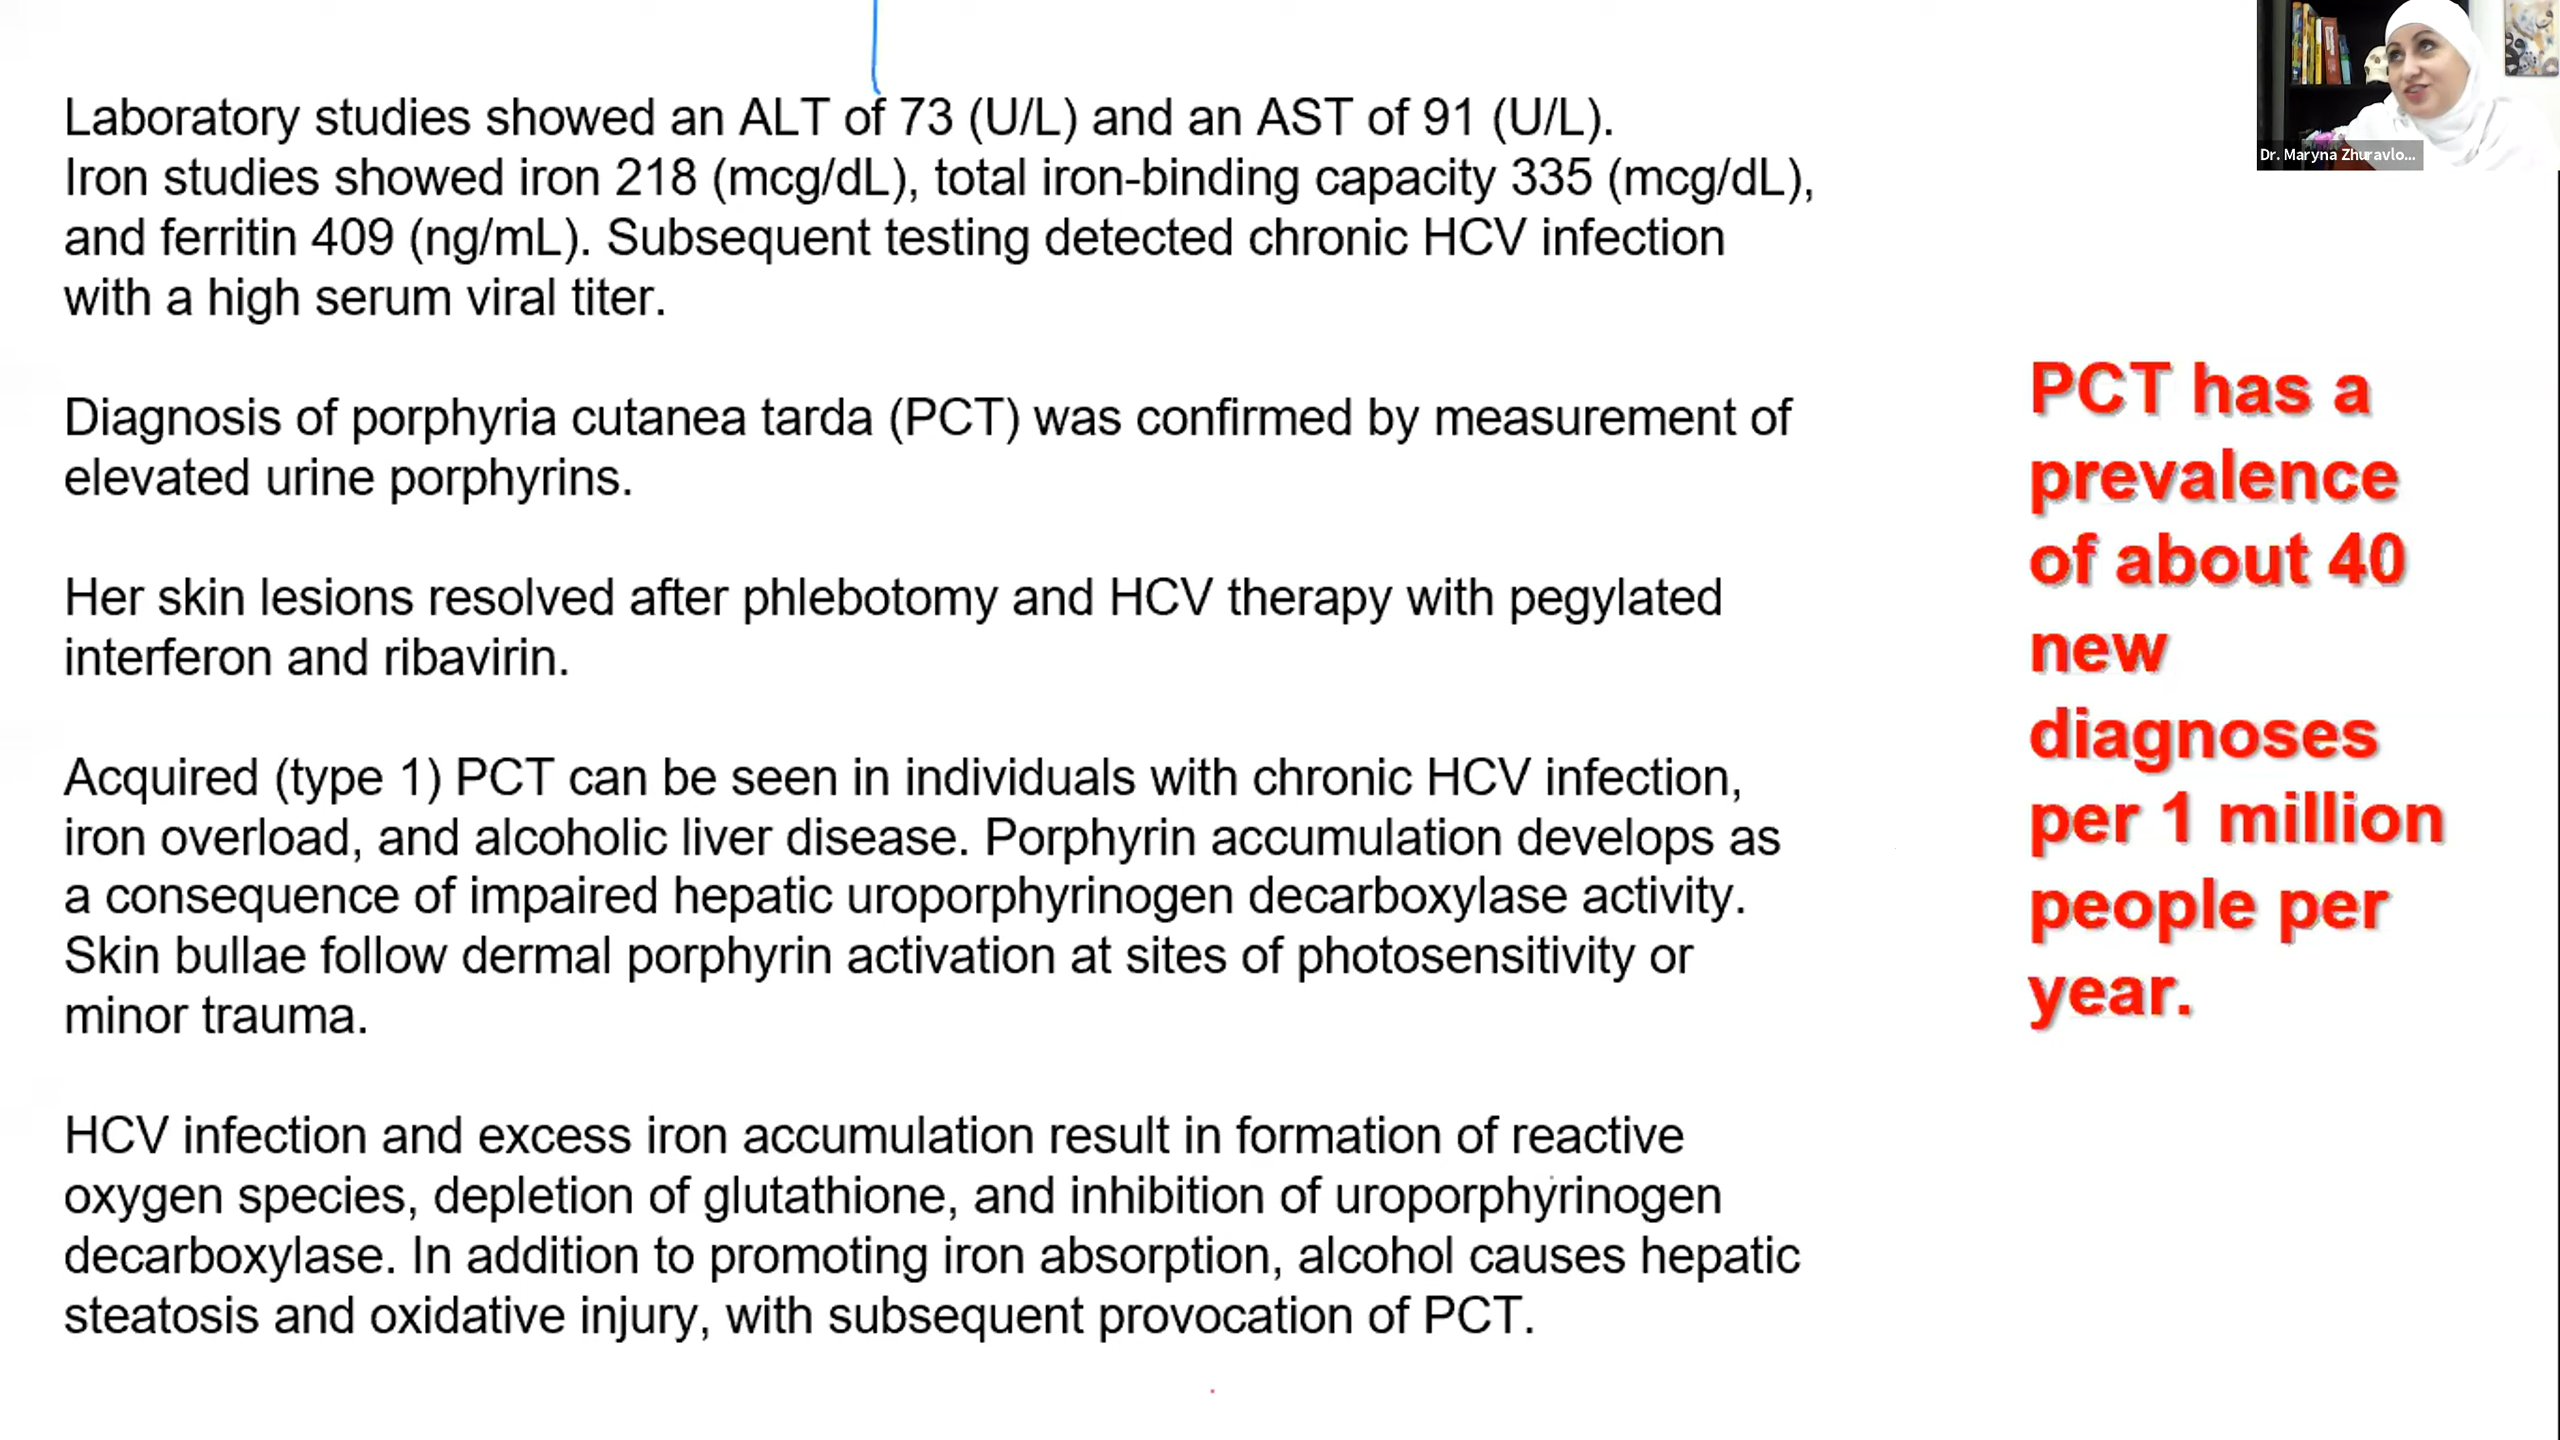 Laboratory studies showed an ALT of 73 (U/L) and an AST of 91 (U/L).
Iron studies showed iron 218 (mcg/dL), total iron-binding capacity 335 (mcg/dL),
and ferritin 409 (ng/mL). Subsequent testing detected chronic HCV infection
with a high serum viral titer.
Diagnosis of porphyria cutanea tarda (PCT) was confirmed by measurement of
elevated urine porphyrins.
Her skin lesions resolved after phlebotomy and HCV therapy with pegylated
interferon and ribavirin.
Acquired (type 1) PCT can be seen in individuals with chronic HCV infection,
iron overload, and alcoholic liver disease. Porphyrin accumulation develops as
a consequence of impaired hepatic uroporphyrinogen decarboxylase activity.
Skin bullae follow dermal porphyrin activation at sites of photosensitivity or
minor trauma.
HCV infection and excess iron accumulation result in formation of reactive
oxygen species, depletion of glutathione, and inhibition of uroporphyrinogen
decarboxylase. In addition to promoting iron absorption, alcohol causes hepatic
steatosis and oxidative injury, with subsequent provocation of PCT.
PCT has a
prevalence
of about 40
new
diagnoses
per 1 million
people per
year.
Dr. Maryna Zhuravlo...